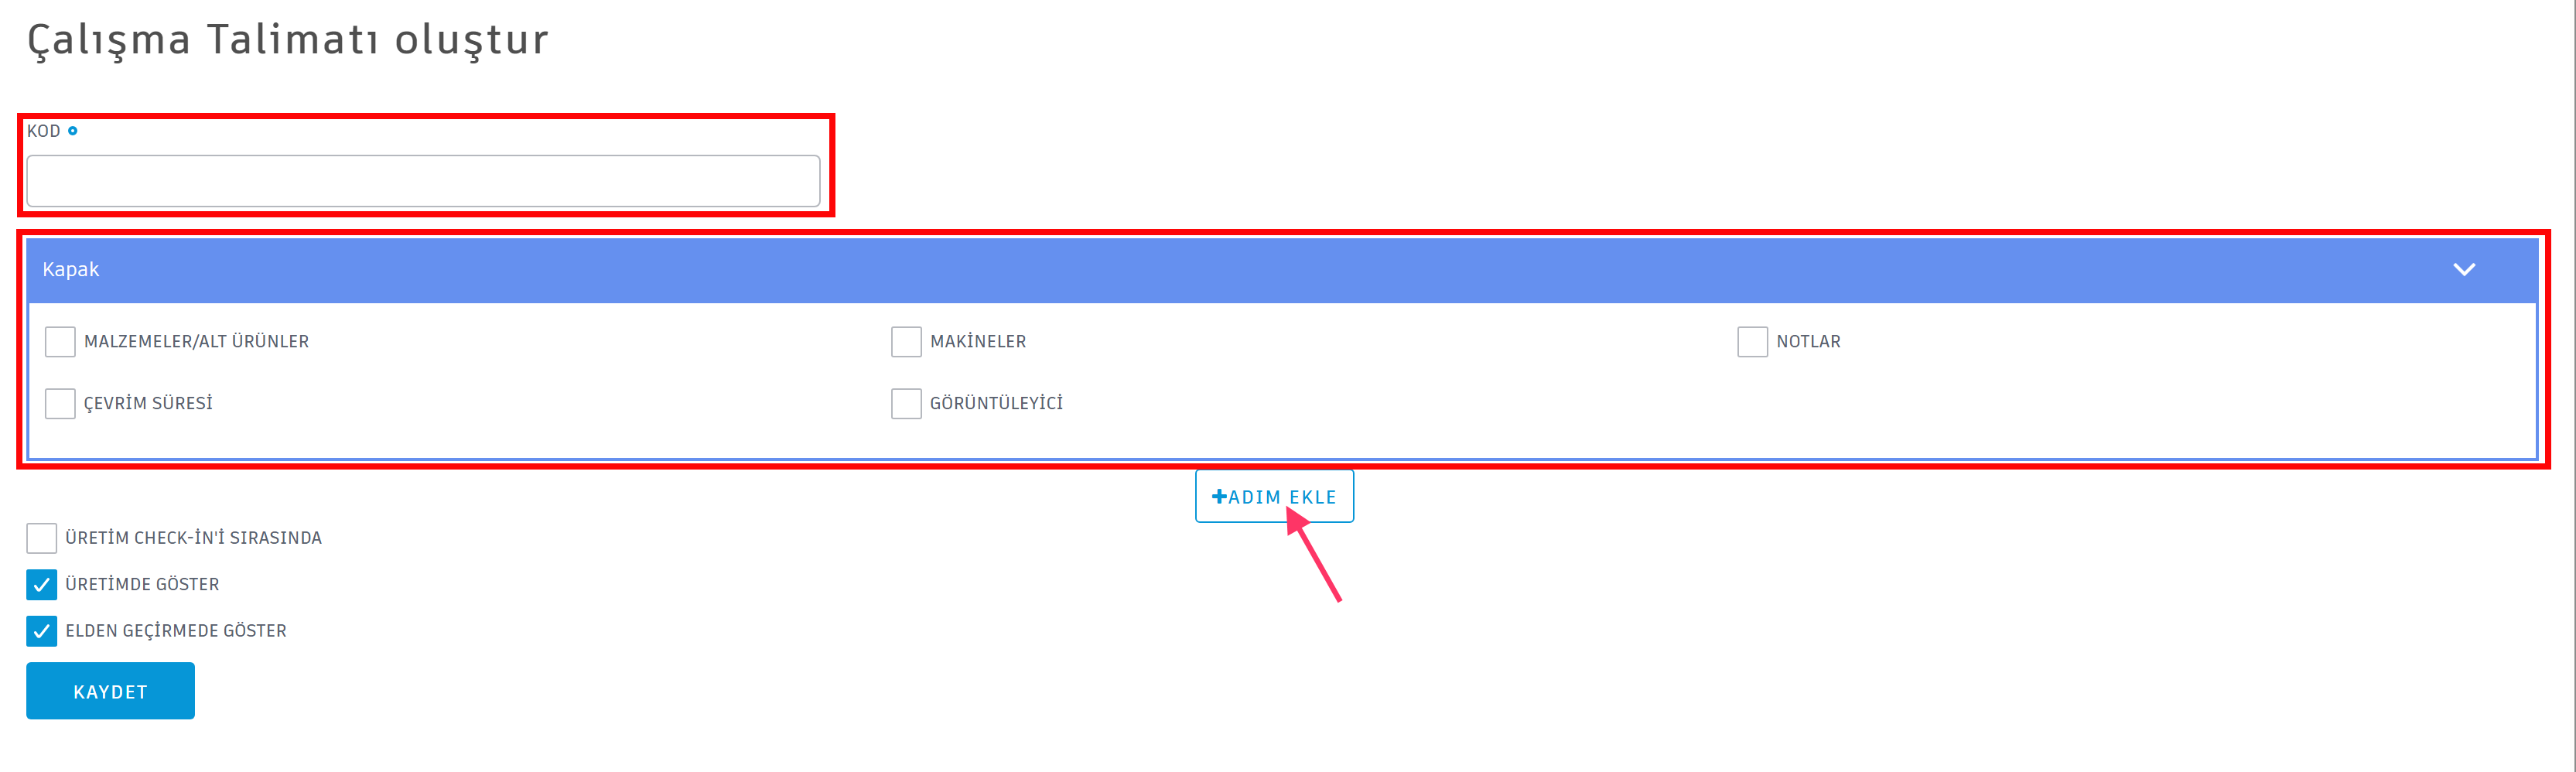 Çalışma Talimatı oluştur
KOD
Kapak
MALZEMELER/ALT ÜRÜNLER
MAKİNELER
NOTLAR
ÇEVRİM SÜRESİ
GÖRÜNTÜLEYİCİ
+ADIM EKLE
ÜRETİM CHECK-İN'İ SIRASINDA
ÜRETİMDE GÖSTER
ELDEN GEÇİRMEDE GÖSTER
KAYDET